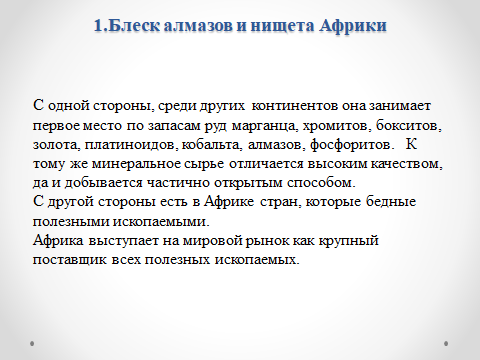 1.Блеск алмазов и нищета Африки
С одной стороны, среди других континентов она занимает
первое место по запасам руд марганца, хромитов, бокситов,
золота, платиноидов, кобальта, алмазов, фосфоритов. К
тому же минеральное сырье отличается высоким качеством,
да и добывается частично открытым способом.
С другой стороны есть в Африке стран, которые бедные
полезными ископаемыми.
Африка выступает на мировой рынок как крупный
поставщик всех полезных ископаемых.